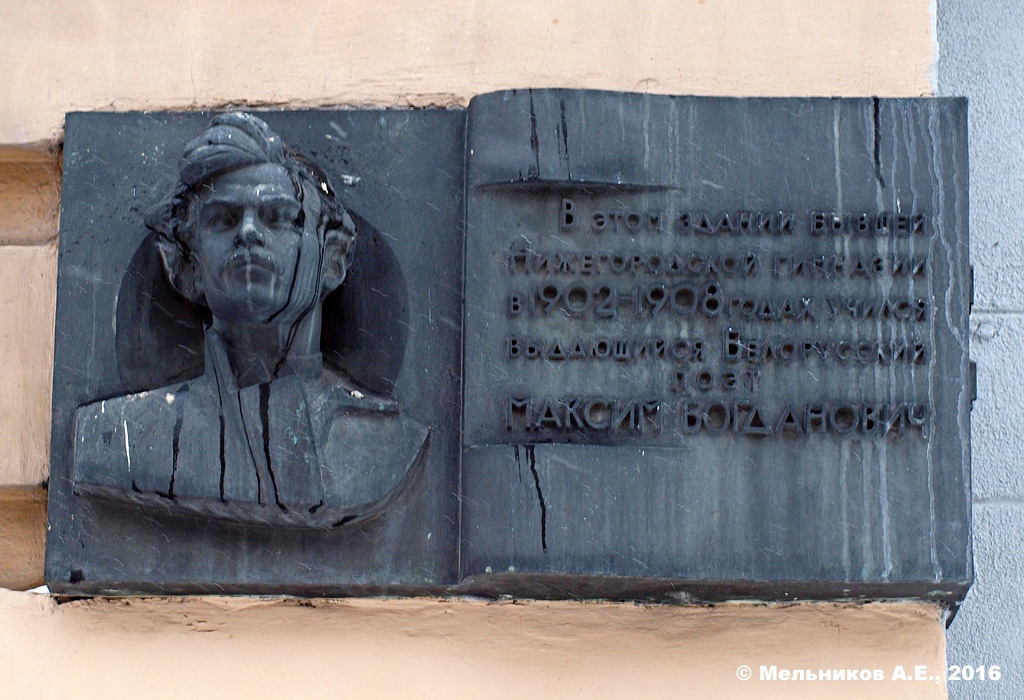 В этом здании бывшей
Нижегородской гимназии
в 1902-1908 годах учился
выдающийся Белорусский
поэт
МАКСИМ БОГДАНОВИЧ
© Мельников А.Е., 2016